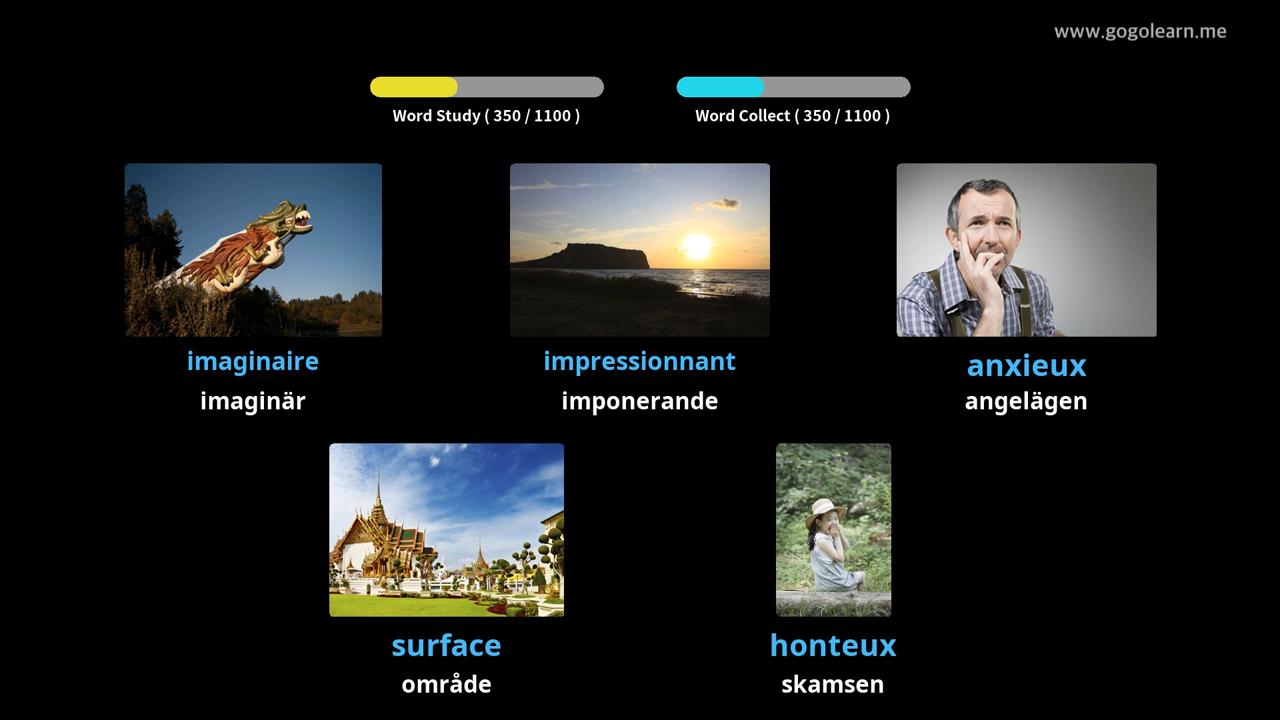 www.gogolearn.me
Word Study ( 350 / 1100 )
Word Collect ( 350 / 1100 )
imaginaire
imaginär
impressionnant
imponerande
anxieux
angelägen
surface
område
honteux
skamsen